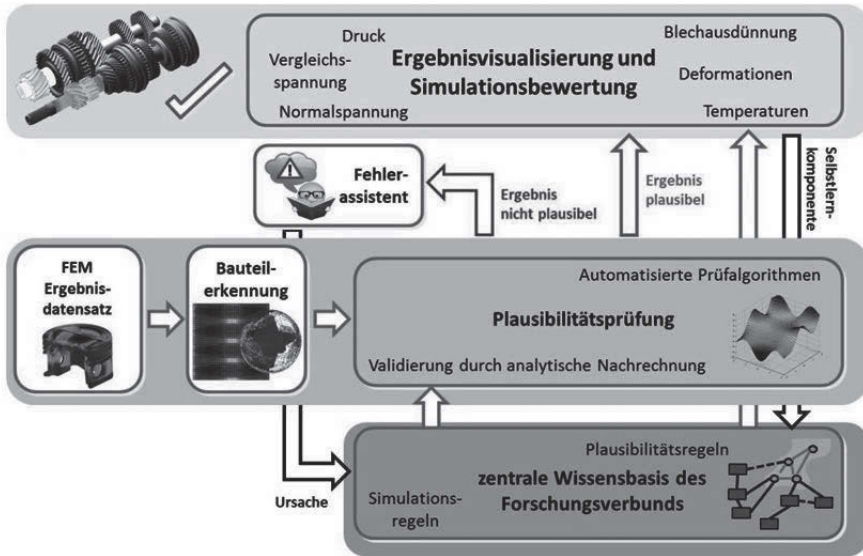 Druck
Blechausdünnung
Vergleichs-
spannung
Ergebnisvisualisierung und
Simulationsbewertung
Deformationen
Normalspannung
Temperaturen
Fehler-
assistent
Ergebnis
nicht plausibel
Ergebnis
plausibel
Selbstlern-
komponente
FEM
Ergebnis-
datensatz
Bauteil-
erkennung
Automatisierte Prüfalgorithmen
Plausibilitätsprüfung
Validierung durch analytische Nachrechnung
Ursache
Plausibilitätsregeln
zentrale Wissensbasis des
Forschungsverbunds
Simulations-
regeln